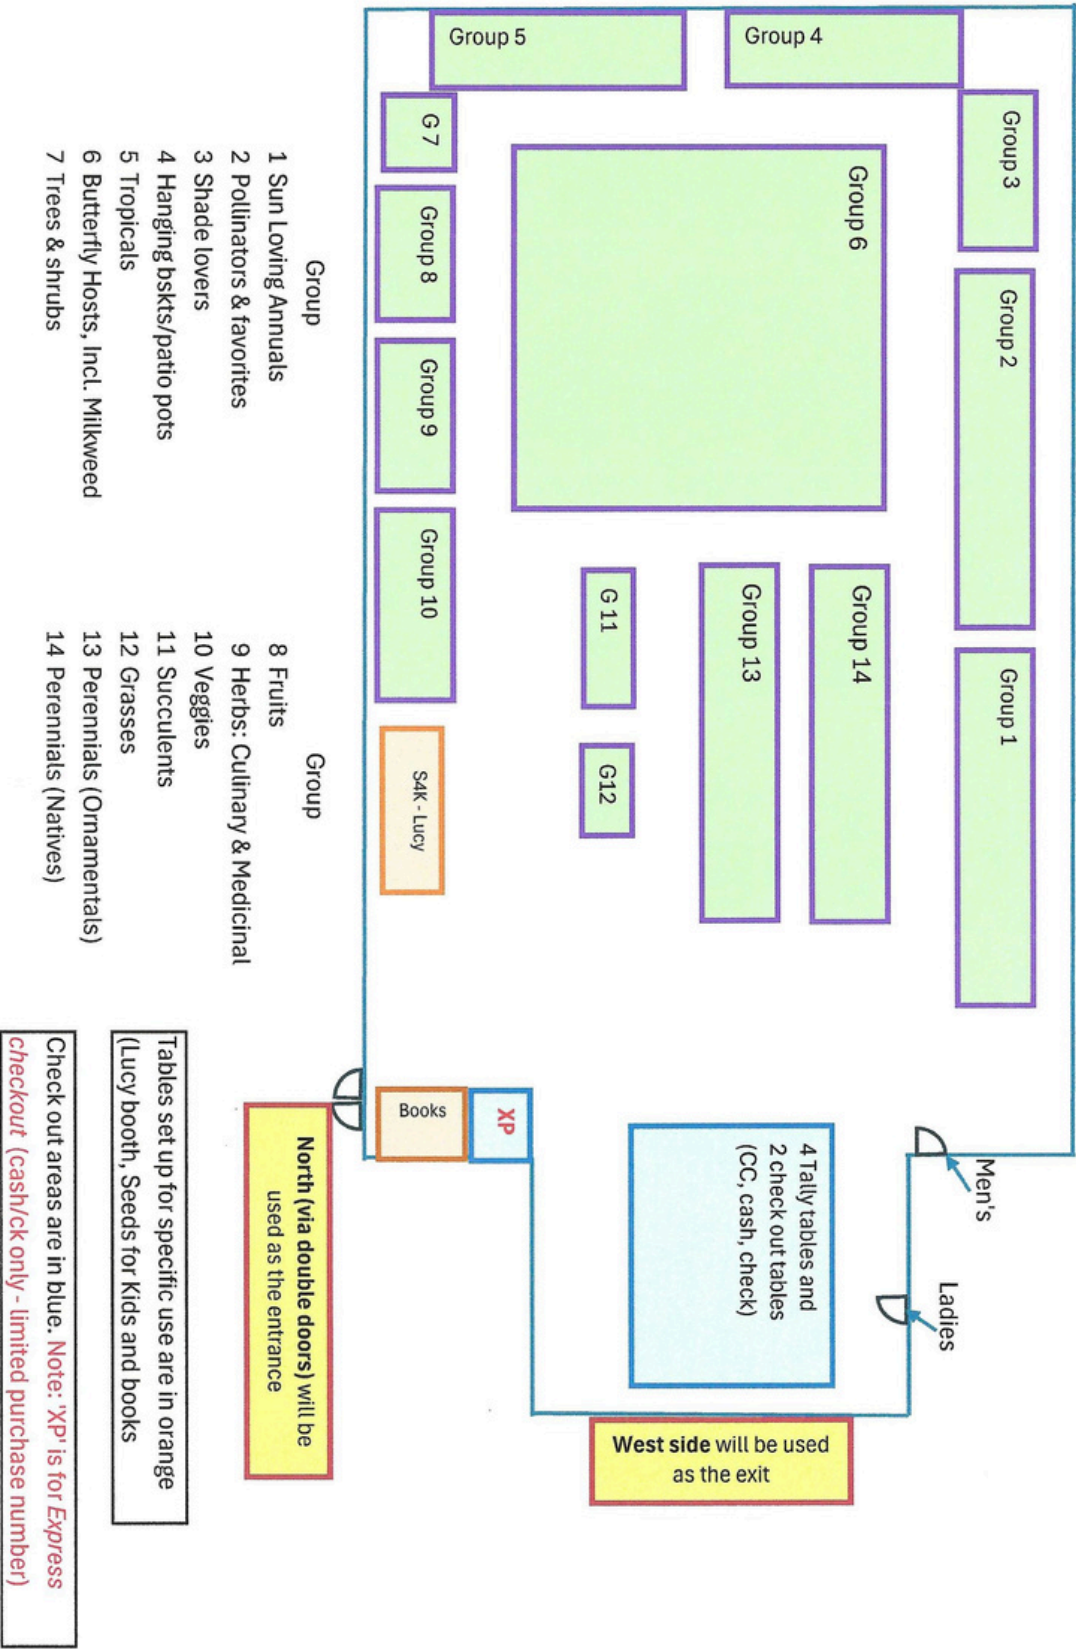 Group 5
Group 4
Group 3
G 7
Group 6
Group 8
Group 2
Group 9
Group 10
G 11
Group 13
Group 14
Group 1
G12
S4K - Lucy
Books
XP
4 Tally tables and
2 check out tables
(CC, cash, check)
Men's
Ladies
West side will be used
as the exit
North (via double doors) will be
used as the entrance
Group
1 Sun Loving Annuals
2 Pollinators & favorites
3 Shade lovers
4 Hanging bskts/patio pots
5 Tropicals
6 Butterfly Hosts, Incl. Milkweed
7 Trees & shrubs
Group
8 Fruits
9 Herbs: Culinary & Medicinal
10 Veggies
11 Succulents
12 Grasses
13 Perennials (Ornamentals)
14 Perennials (Natives)
Tables set up for specific use are in orange
(Lucy booth, Seeds for Kids and books
Check out areas are in blue. Note: 'XP' is for Express
checkout (cash/ck only - limited purchase number)